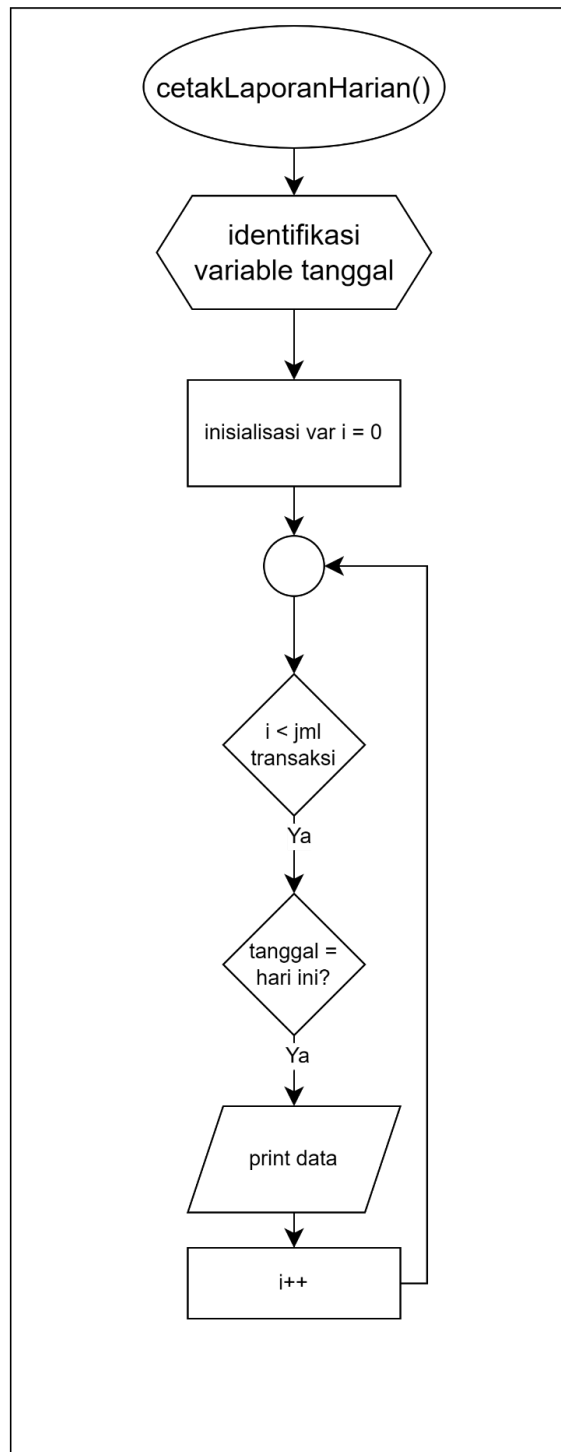 cetakLaporanHarian()
identifikasi
variable tanggal
inisialisasi var i = 0
i < jml
transaksi
Ya
tanggal =
hari ini?
Ya
print data
i++